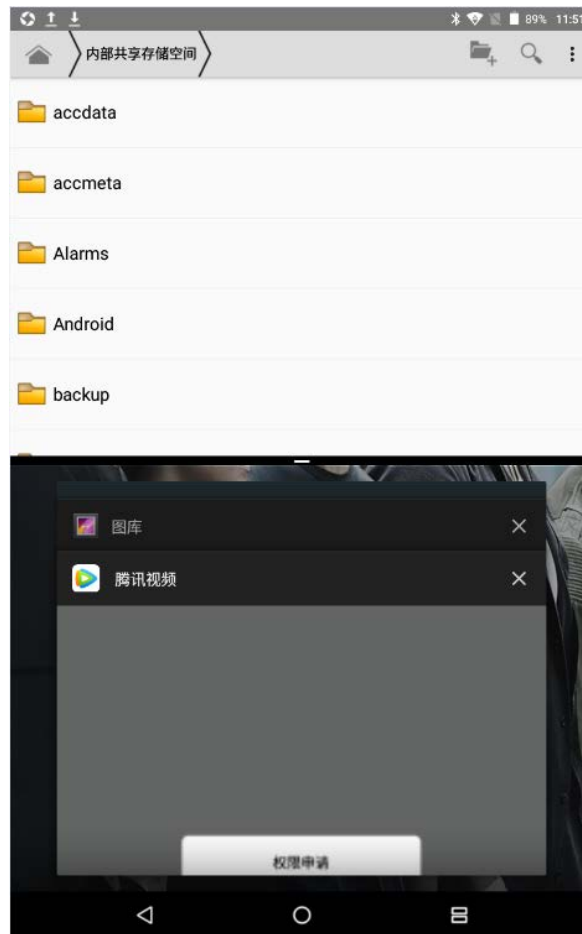 89% 11:51
内部共享存储空间
accdata
accmeta
Alarms
Android
backup
图库
腾讯视频
权限申请